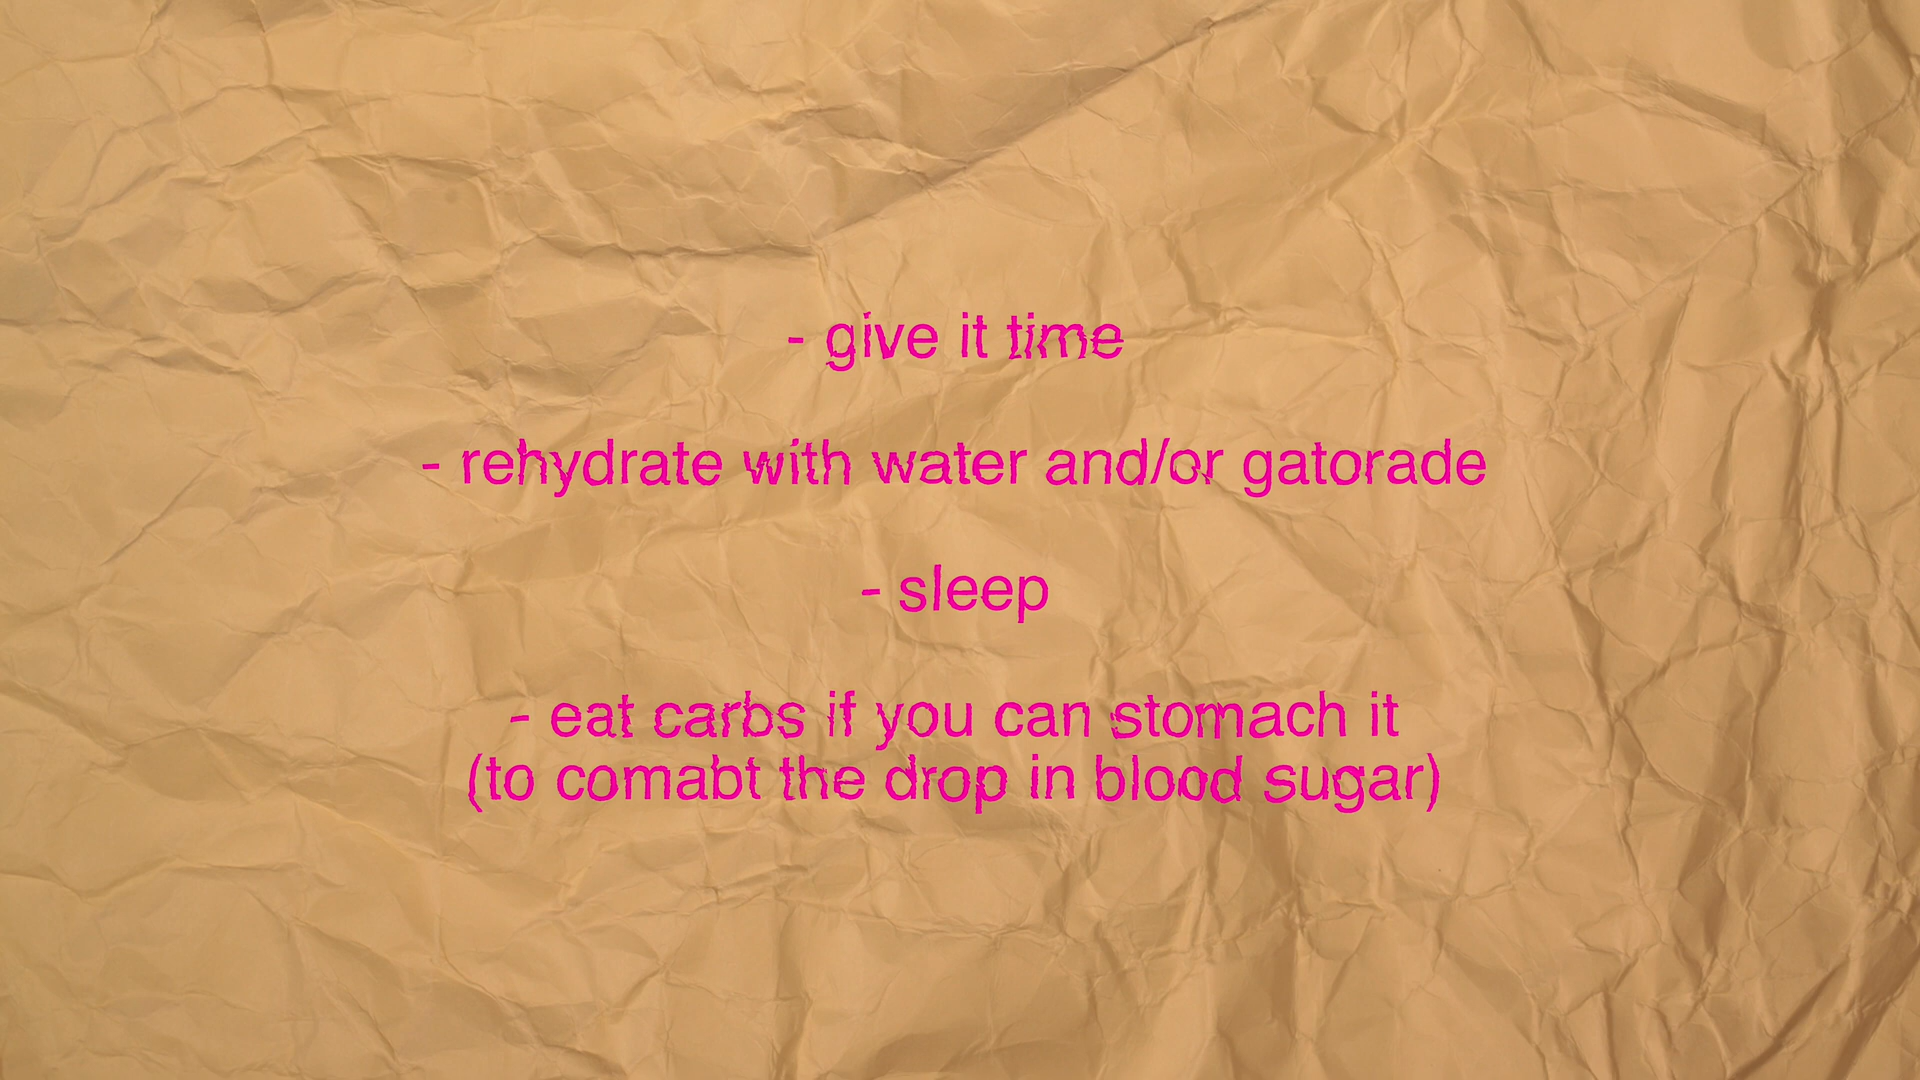 - give it time
- rehydrate with water and/or gatorade
- sleep
- eat carbs if you can stomach it
(to comabt the drop in blood sugar)